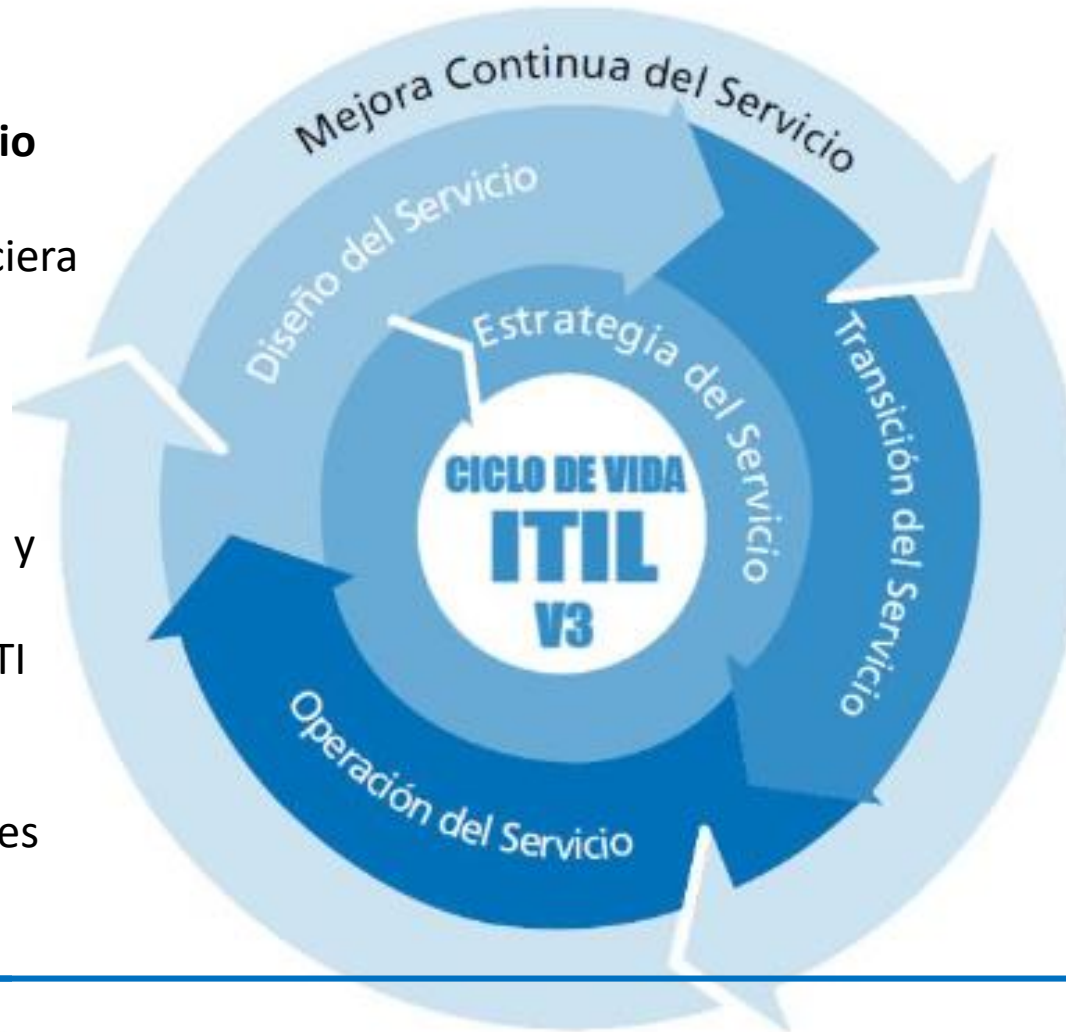 io
ciera
y
TI
es
Mejora Continua del Servicio
Diseño del Servicio
Estrategia del Servicio
Transición del Servicio
Operación del Servicio
CICLO DE VIDA
ITIL
V3